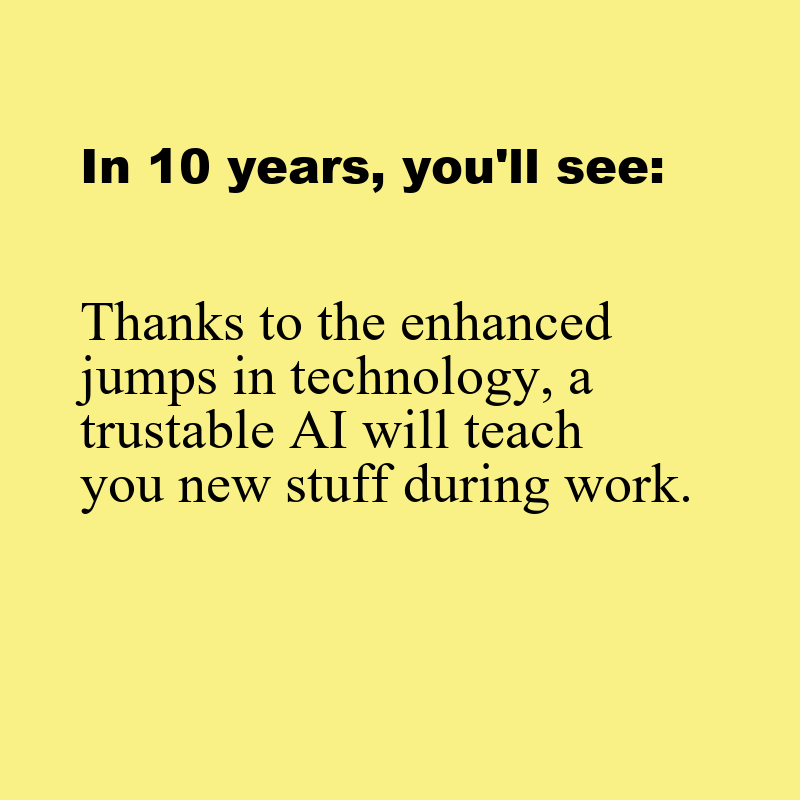 In 10 years, you'll see:
Thanks to the enhanced
jumps in technology, a
trustable AI will teach
you new stuff during work.